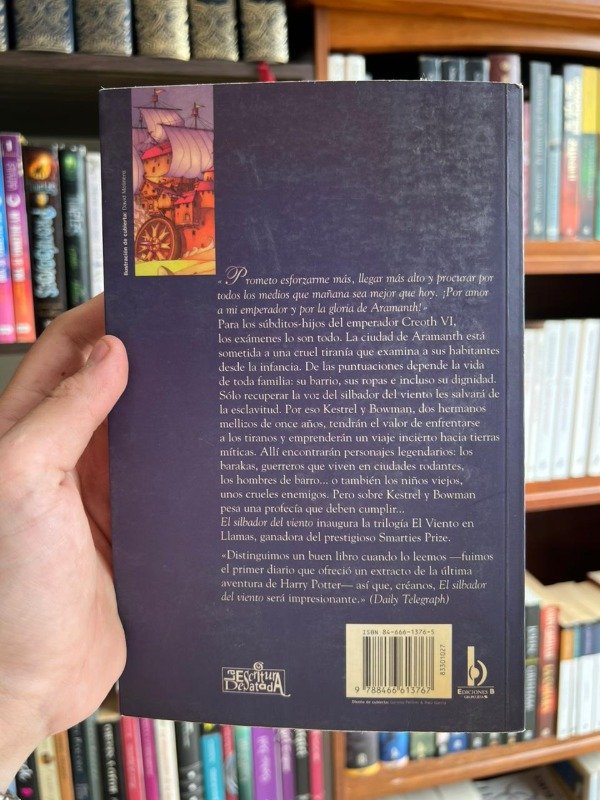 Ilustración de cubierta: David Molinero
« Prometo esforzarme más, llegar más alto y procurar por
todos los medios que mañana sea mejor que hoy. ¡Por amor
a mi emperador y por la gloria de Aramanth!»
Para los súbditos-hijos del emperador Creoth VI,
los exámenes lo son todo. La ciudad de Aramanth está
sometida a una cruel tiranía que examina a sus habitantes
desde la infancia. De las puntuaciones depende la vida
de toda familia: su barrio, sus ropas e incluso su dignidad.
Sólo recuperar la voz del silbador del viento les salvará de
la esclavitud. Por eso Kestrel y Bowman, dos hermanos
mellizos de once años, tendrán el valor de enfrentarse
a los tiranos y emprenderán un viaje incierto hacia tierras
míticas. Allí encontrarán personajes legendarios: los
barakas, guerreros que viven en ciudades rodantes,
los hombres de barro... o también los niños viejos,
unos crueles enemigos. Pero sobre Kestrel y Bowman
pesa una profecía que deben cumplir...
El silbador del viento inaugura la trilogía El Viento en
Llamas, ganadora del prestigioso Smarties Prize.
«Distinguimos un buen libro cuando lo leemos —fuimos
el primer diario que ofreció un extracto de la última
aventura de Harry Potter— así que, créanos, El silbador
del viento será impresionante.» (Daily Telegraph)
La Escritura
Desatada
ISBN 84-666-1376-5
9 788466 613767
83301027
b
EDICIONES B
GRUPO ZETA
Diseño de cubierta: